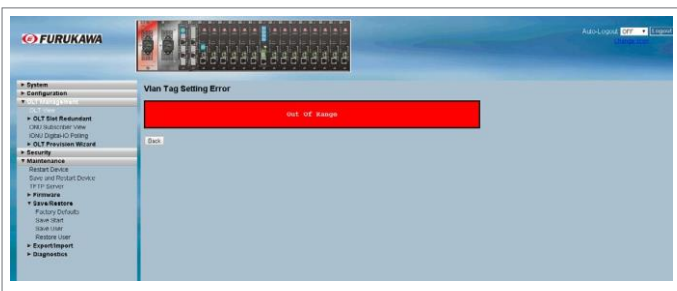 FURUKAWA
Auto-Logout OFF Logout
System
Configuration
OLT Management
OLT View
OLT Slot Redundant
ONU Subscriber View
IONU Digital-IO Polling
OLT Provision Wizard
Security
Maintenance
Restart Device
Save and Restart Device
TFTP Server
Firmware
Save/Restore
Factory Defaults
Save Start
Save User
Restore User
Export/Import
Diagnostics
Vlan Tag Setting Error
Out Of Range
Back